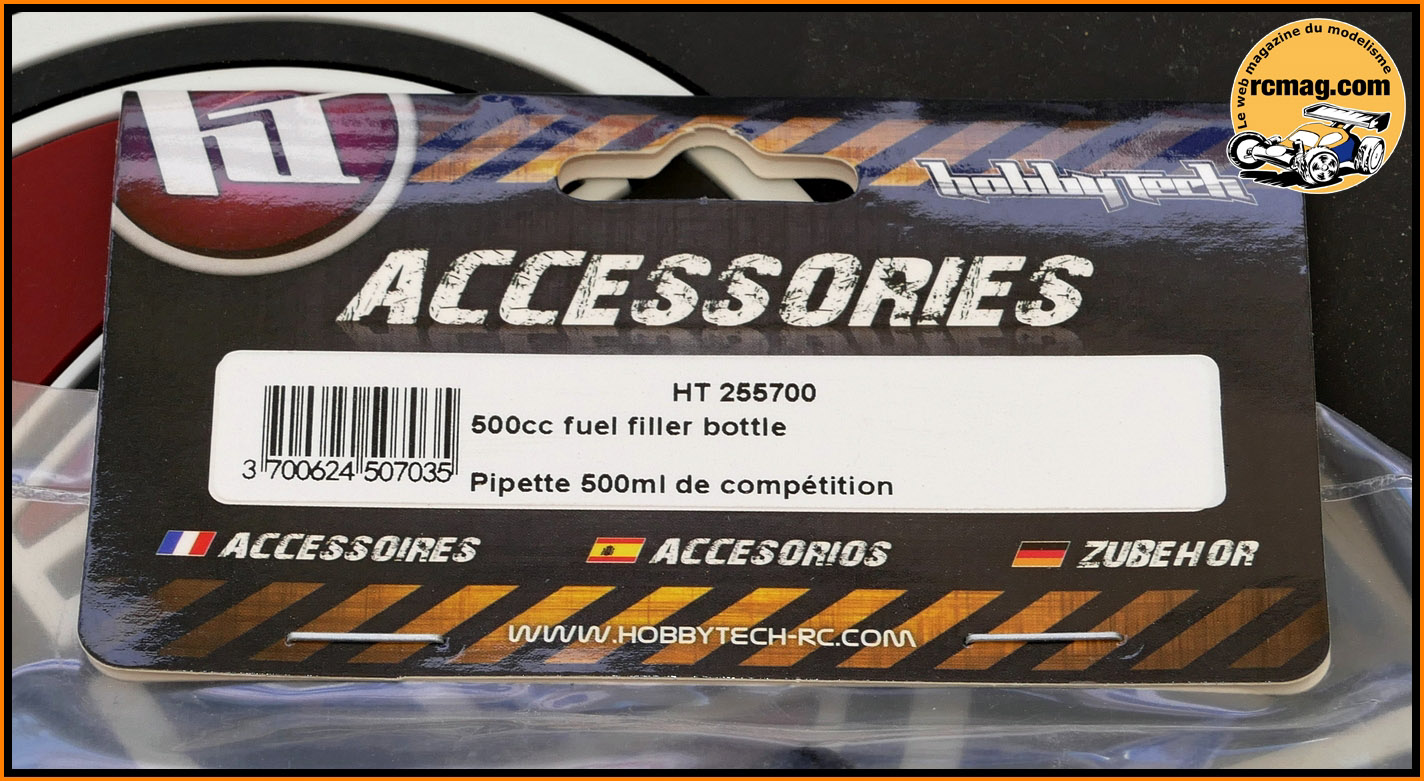 Le web magazine du modelisme
rcmag.com
HT
hobbytech
ACCESSORIES
HT 255700
500cc fuel filler bottle
3 700624 507035
Pipette 500ml de compétition
ACCESSOIRES
ACCESORIOS
ZUBEHOR
WWW.HOBBYTECH-RC.COM